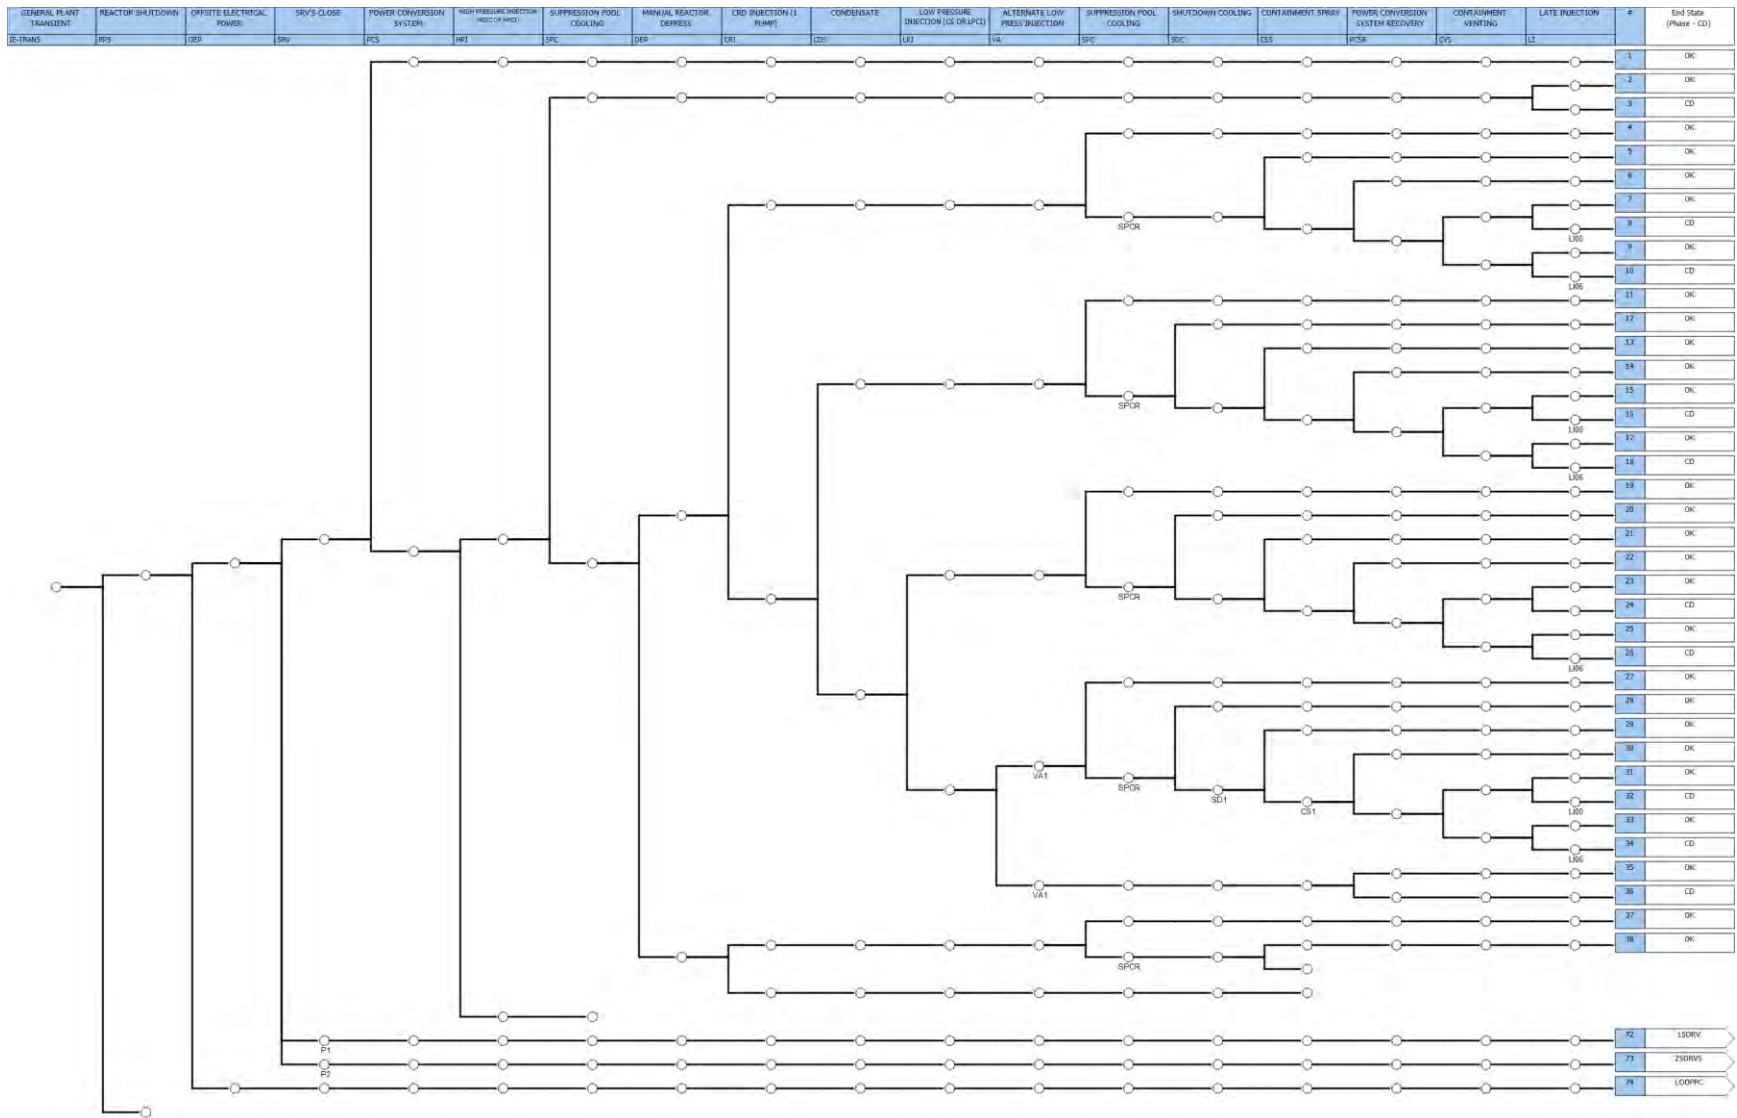 GENERAL PLANT TRANSIENT
REACTOR SHUTDOWN
OFFSITE ELECTRICAL POWER
SRV'S CLOSE
POWER CONVERSION SYSTEM
HIGH PRESSURE INJECTION (RCIC OR HPCI)
SUPPRESSION POOL COOLING
MANUAL REACTOR DEPRESS
CRD INJECTION (1 PUMP)
CONDENSATE
LOW PRESSURE INJECTION (CS OR LPCI)
ALTERNATE LOW PRESS INJECTION
SUPPRESSION POOL COOLING
SHUTDOWN COOLING
CONTAINMENT SPRAY
POWER CONVERSION SYSTEM RECOVERY
CONTAINMENT VENTING
LATE INJECTION
#
End State (Phase - CD)
IE-TRANS
RPS
OEP
SRV
PCS
HPI
SPC
DEP
CRI
CDS
LPI
VA
SPC
SDC
CSS
PCSR
CVS
LI
1 OK
2 OK
3 CD
4 OK
5 OK
6 OK
7 OK
SPCR
8 CD
LI00
9 OK
10 CD
LI06
11 OK
12 OK
13 OK
14 OK
15 OK
SPCR
16 CD
LI00
17 OK
18 CD
LI06
19 OK
20 OK
21 OK
22 OK
23 OK
SPCR
24 CD
25 OK
26 CD
LI06
27 OK
28 OK
29 OK
30 OK
VA1
31 OK
SPCR
SD1
32 CD
CS1
LI00
33 OK
34 CD
LI06
35 OK
VA1
36 CD
37 OK
38 OK
SPCR
72 1SORV
P1
73 2SORVS
P2
74 LOOPPC